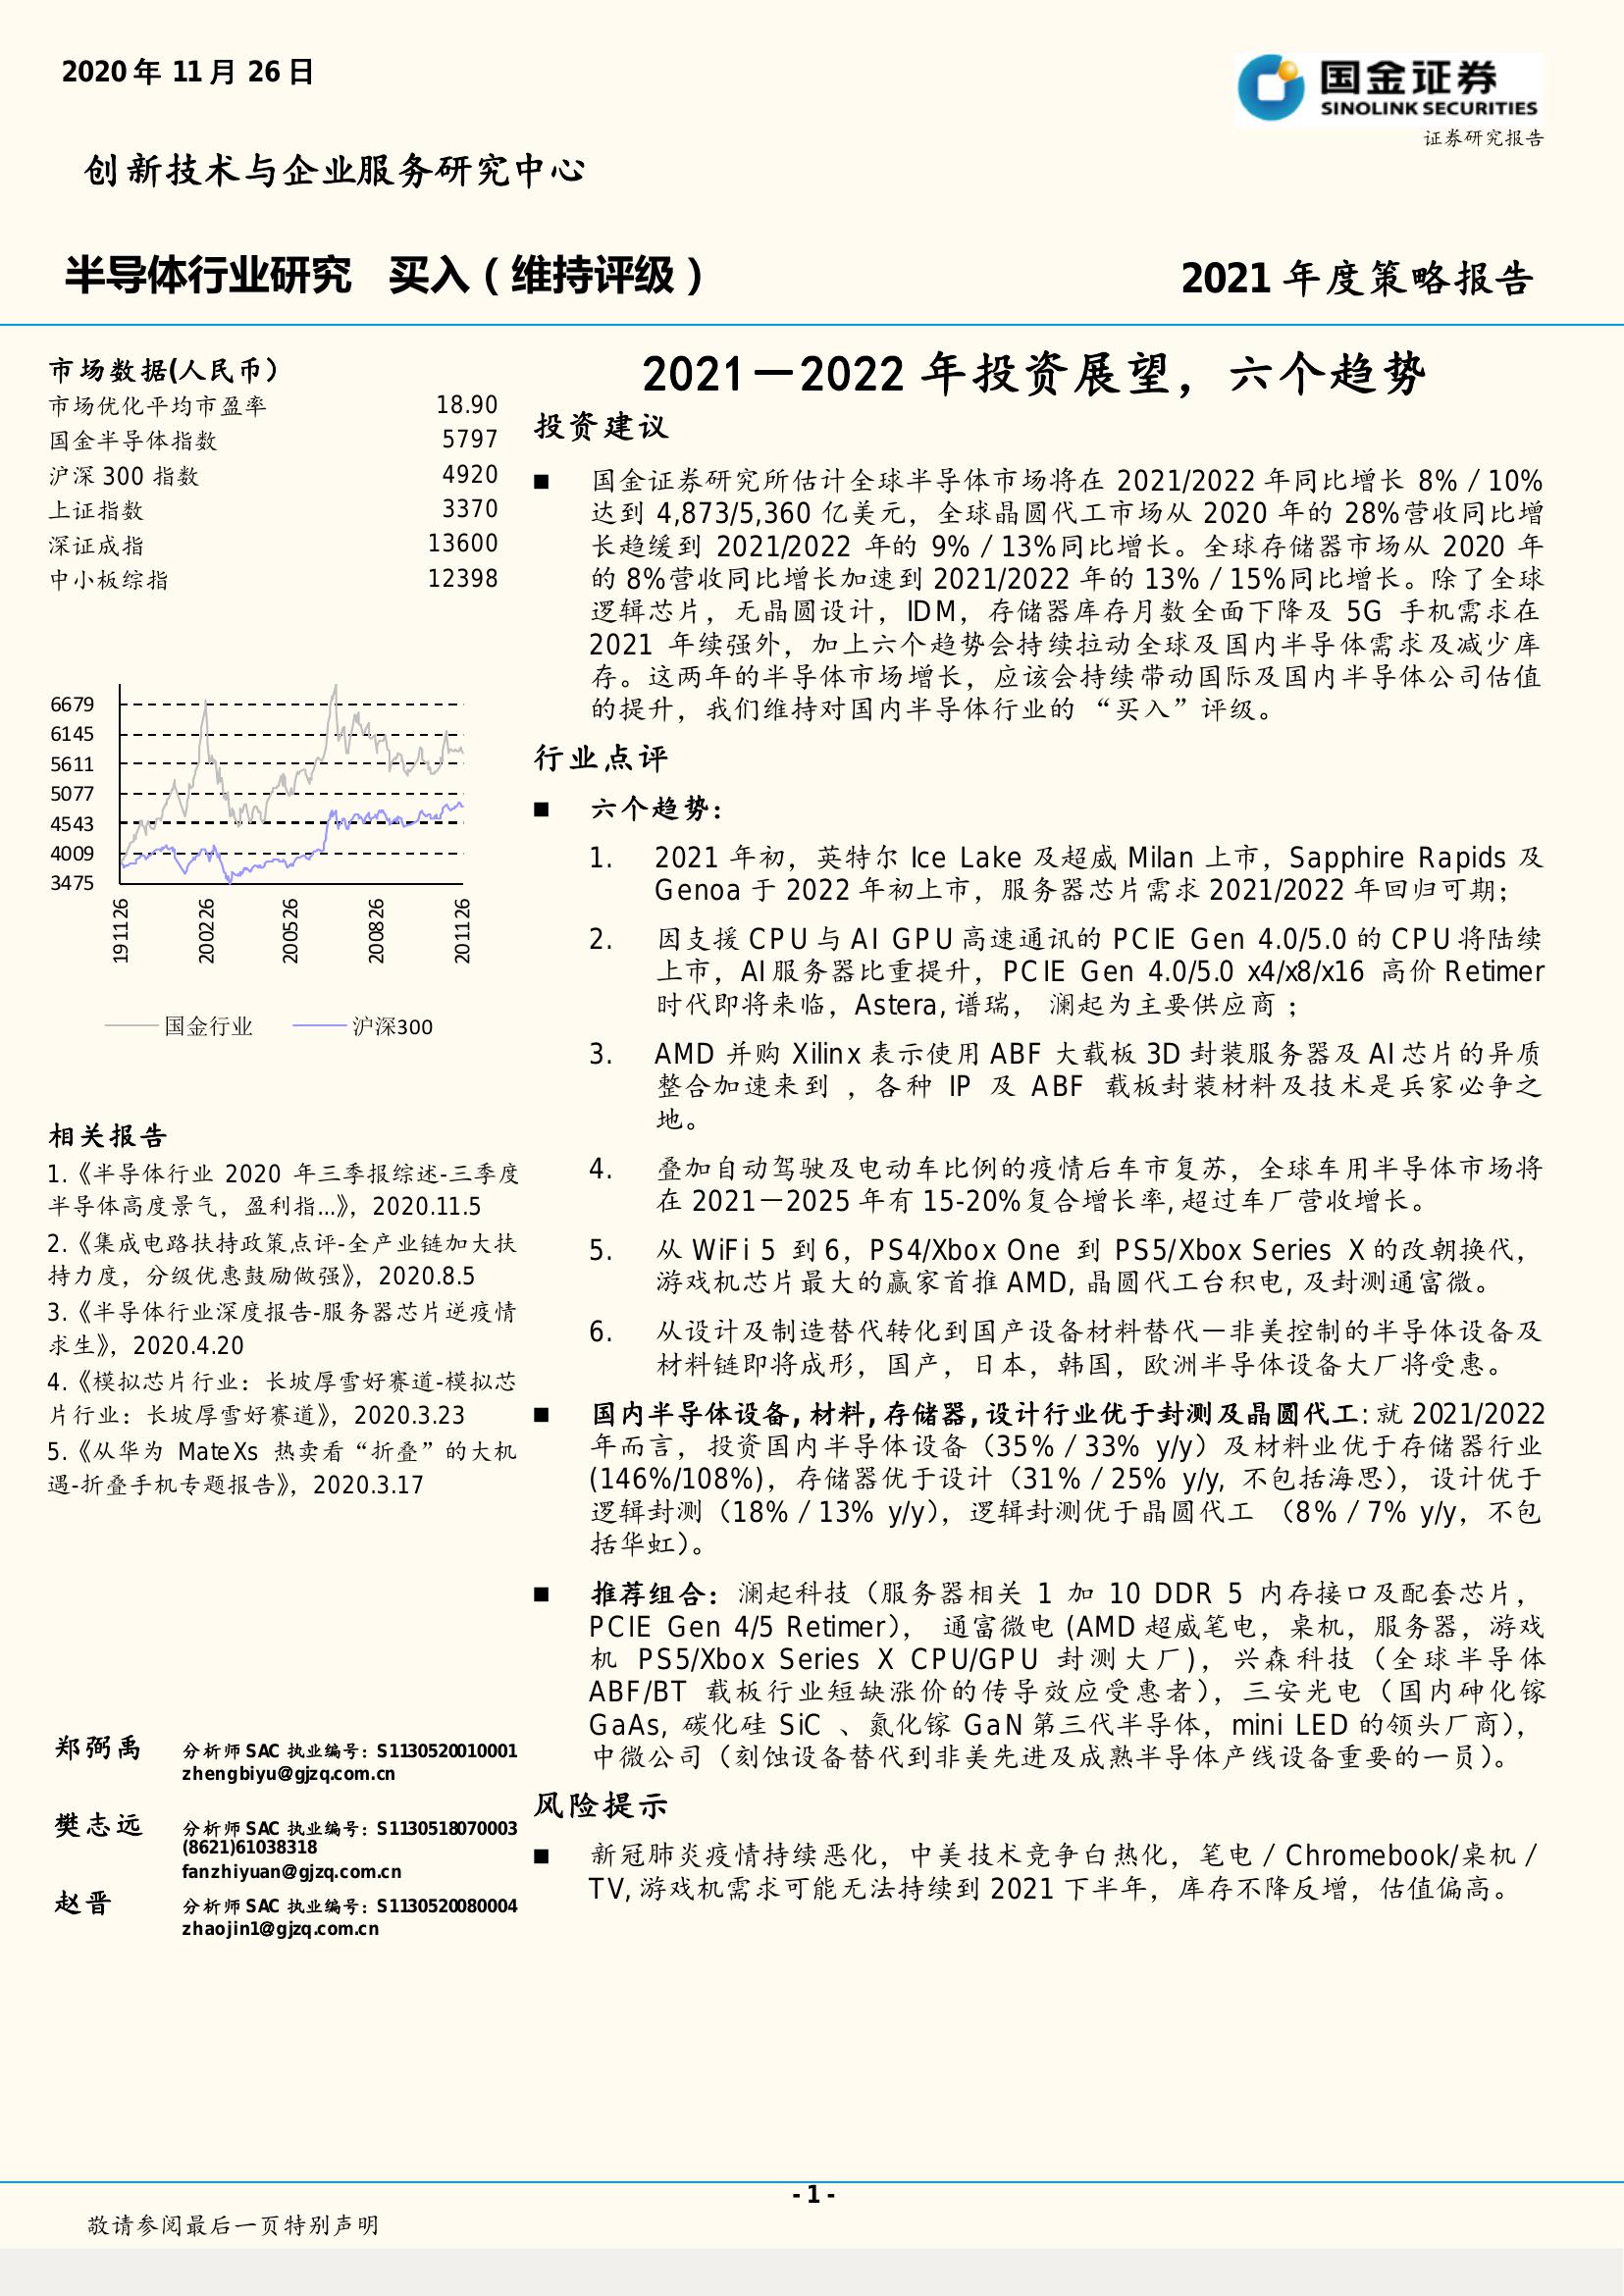 2020 年 11 月 26 日
国金证券
SINOLINK SECURITIES
证券研究报告
创新技术与企业服务研究中心
半导体行业研究 买入（维持评级）
2021 年度策略报告
市场数据(人民币）
市场优化平均市盈率 18.90
国金半导体指数 5797
沪深 300 指数 4920
上证指数 3370
深证成指 13600
中小板综指 12398
6679
6145
5611
5077
4543
4009
3475
191126
200226
200526
200826
201126
国金行业 沪深300
相关报告
1.《半导体行业 2020 年三季报综述-三季度
半导体高度景气，盈利指...》，2020.11.5
2.《集成电路扶持政策点评-全产业链加大扶
持力度，分级优惠鼓励做强》，2020.8.5
3.《半导体行业深度报告-服务器芯片逆疫情
求生》，2020.4.20
4.《模拟芯片行业：长坡厚雪好赛道-模拟芯
片行业：长坡厚雪好赛道》，2020.3.23
5.《从华为 MateXs 热卖看“折叠”的大机
遇-折叠手机专题报告》，2020.3.17
郑弼禹 分析师 SAC 执业编号：S1130520010001
zhengbiyu@gjzq.com.cn
樊志远 分析师 SAC 执业编号：S1130518070003
(8621)61038318
fanzhiyuan@gjzq.com.cn
赵晋 分析师 SAC 执业编号：S1130520080004
zhaojin1@gjzq.com.cn
2021－2022 年投资展望，六个趋势
投资建议
■ 国金证券研究所估计全球半导体市场将在 2021/2022 年同比增长 8%／10%
达到 4,873/5,360 亿美元，全球晶圆代工市场从 2020 年的 28%营收同比增
长趋缓到 2021/2022 年的 9%／13%同比增长。全球存储器市场从 2020 年
的 8%营收同比增长加速到 2021/2022 年的 13%／15%同比增长。除了全球
逻辑芯片，无晶圆设计，IDM，存储器库存月数全面下降及 5G 手机需求在
2021 年续强外，加上六个趋势会持续拉动全球及国内半导体需求及减少库
存。这两年的半导体市场增长，应该会持续带动国际及国内半导体公司估值
的提升，我们维持对国内半导体行业的 “买入”评级。
行业点评
■ 六个趋势：
1. 2021 年初，英特尔 Ice Lake 及超威 Milan 上市，Sapphire Rapids 及
Genoa 于 2022 年初上市，服务器芯片需求 2021/2022 年回归可期；
2. 因支援 CPU 与 AI GPU 高速通讯的 PCIE Gen 4.0/5.0 的 CPU 将陆续
上市，AI 服务器比重提升，PCIE Gen 4.0/5.0 x4/x8/x16 高价 Retimer
时代即将来临，Astera, 谱瑞， 澜起为主要供应商 ；
3. AMD 并购 Xilinx 表示使用 ABF 大载板 3D 封装服务器及 AI 芯片的异质
整合加速来到 ，各种 IP 及 ABF 载板封装材料及技术是兵家必争之
地。
4. 叠加自动驾驶及电动车比例的疫情后车市复苏，全球车用半导体市场将
在 2021－2025 年有 15-20%复合增长率, 超过车厂营收增长。
5. 从 WiFi 5 到 6，PS4/Xbox One 到 PS5/Xbox Series X 的改朝换代，
游戏机芯片最大的赢家首推 AMD, 晶圆代工台积电, 及封测通富微。
6. 从设计及制造替代转化到国产设备材料替代－非美控制的半导体设备及
材料链即将成形，国产，日本，韩国，欧洲半导体设备大厂将受惠。
■ 国内半导体设备, 材料, 存储器, 设计行业优于封测及晶圆代工: 就 2021/2022
年而言，投资国内半导体设备（35%／33% y/y）及材料业优于存储器行业
(146%/108%)，存储器优于设计（31%／25% y/y, 不包括海思），设计优于
逻辑封测（18%／13% y/y），逻辑封测优于晶圆代工 （8%／7% y/y，不包
括华虹）。
■ 推荐组合：澜起科技（服务器相关 1 加 10 DDR 5 内存接口及配套芯片，
PCIE Gen 4/5 Retimer）， 通富微电 (AMD 超威笔电，桌机，服务器，游戏
机 PS5/Xbox Series X CPU/GPU 封测大厂)，兴森科技（全球半导体
ABF/BT 载板行业短缺涨价的传导效应受惠者），三安光电（国内砷化镓
GaAs, 碳化硅 SiC 、氮化镓 GaN 第三代半导体，mini LED 的领头厂商），
中微公司（刻蚀设备替代到非美先进及成熟半导体产线设备重要的一员）。
风险提示
■ 新冠肺炎疫情持续恶化，中美技术竞争白热化，笔电／Chromebook/桌机／
TV, 游戏机需求可能无法持续到 2021 下半年，库存不降反增，估值偏高。
- 1 -
敬请参阅最后一页特别声明